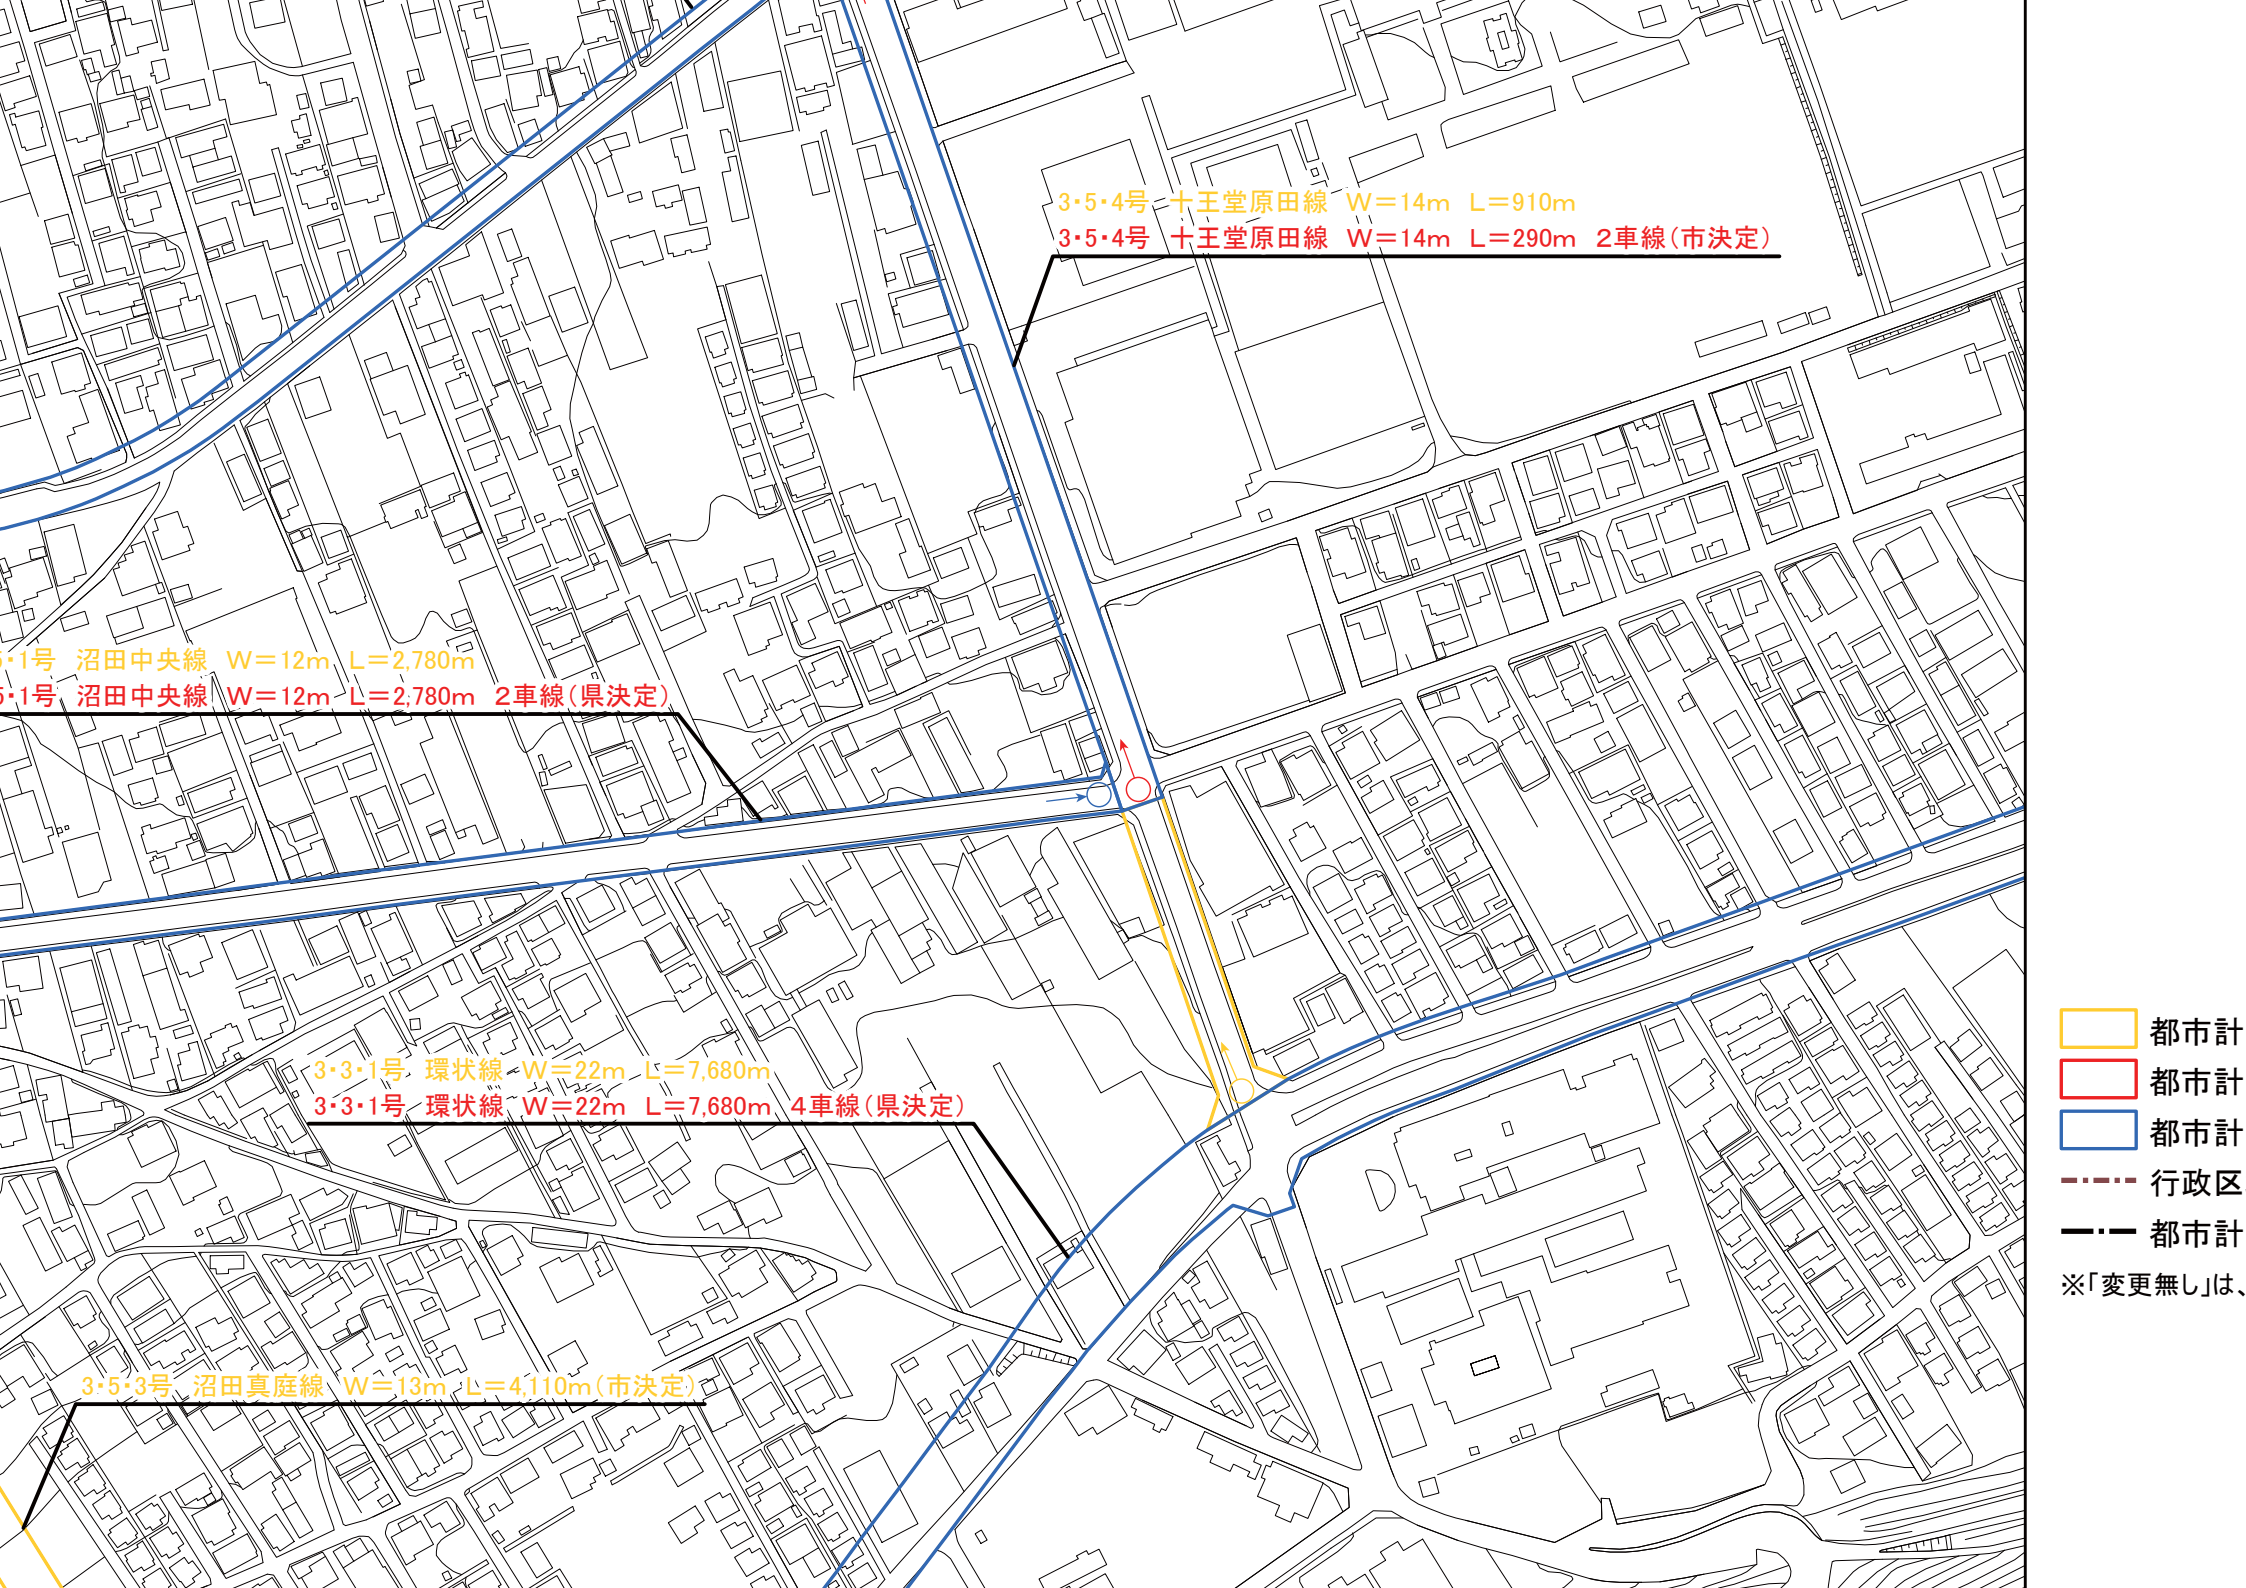 3・5・4号　十王堂原田線　W＝14m　L＝910m
3・5・4号　十王堂原田線　W＝14m　L＝290m　2車線（市決定）
5・1号　沼田中央線　W＝12m　L＝2,780m
5・1号　沼田中央線　W＝12m　L＝2,780m　2車線（県決定）
3・3・1号　環状線　W＝22m　L＝7,680m
3・3・1号　環状線　W＝22m　L＝7,680m　4車線（県決定）
3・5・3号　沼田真庭線　W＝13m　L＝4,110m（市決定）
都市計
都市計
都市計
行政区
都市計
※「変更無し」は、